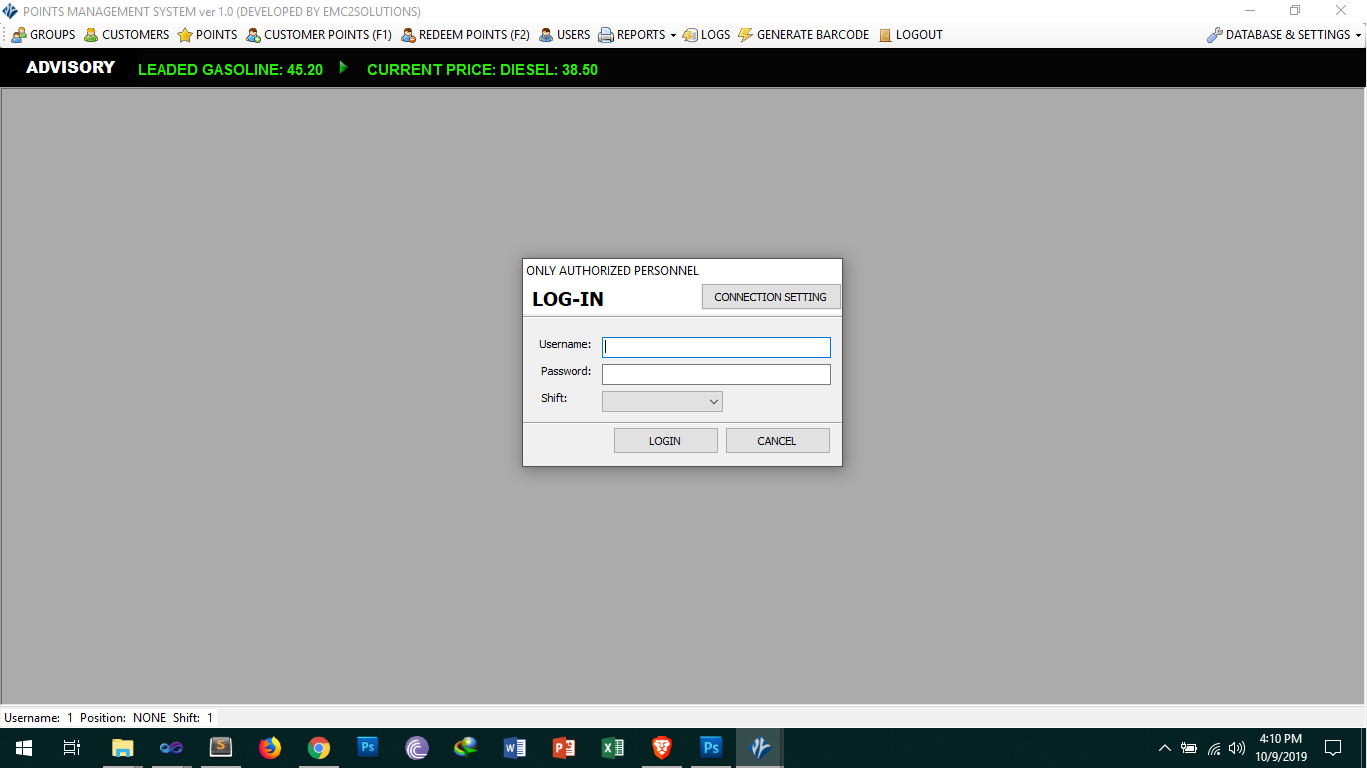 POINTS MANAGEMENT SYSTEM ver 1.0 (DEVELOPED BY EMC2SOLUTIONS)
GROUPS CUSTOMERS POINTS CUSTOMER POINTS (F1) REDEEM POINTS (F2) USERS REPORTS LOGS GENERATE BARCODE LOGOUT DATABASE & SETTINGS
ADVISORY LEADED GASOLINE: 45.20 CURRENT PRICE: DIESEL: 38.50
ONLY AUTHORIZED PERSONNEL
LOG-IN CONNECTION SETTING
Username:
Password:
Shift:
LOGIN CANCEL
Username: 1 Position: NONE Shift: 1
S Ps W P X Ps
4:10 PM
10/9/2019